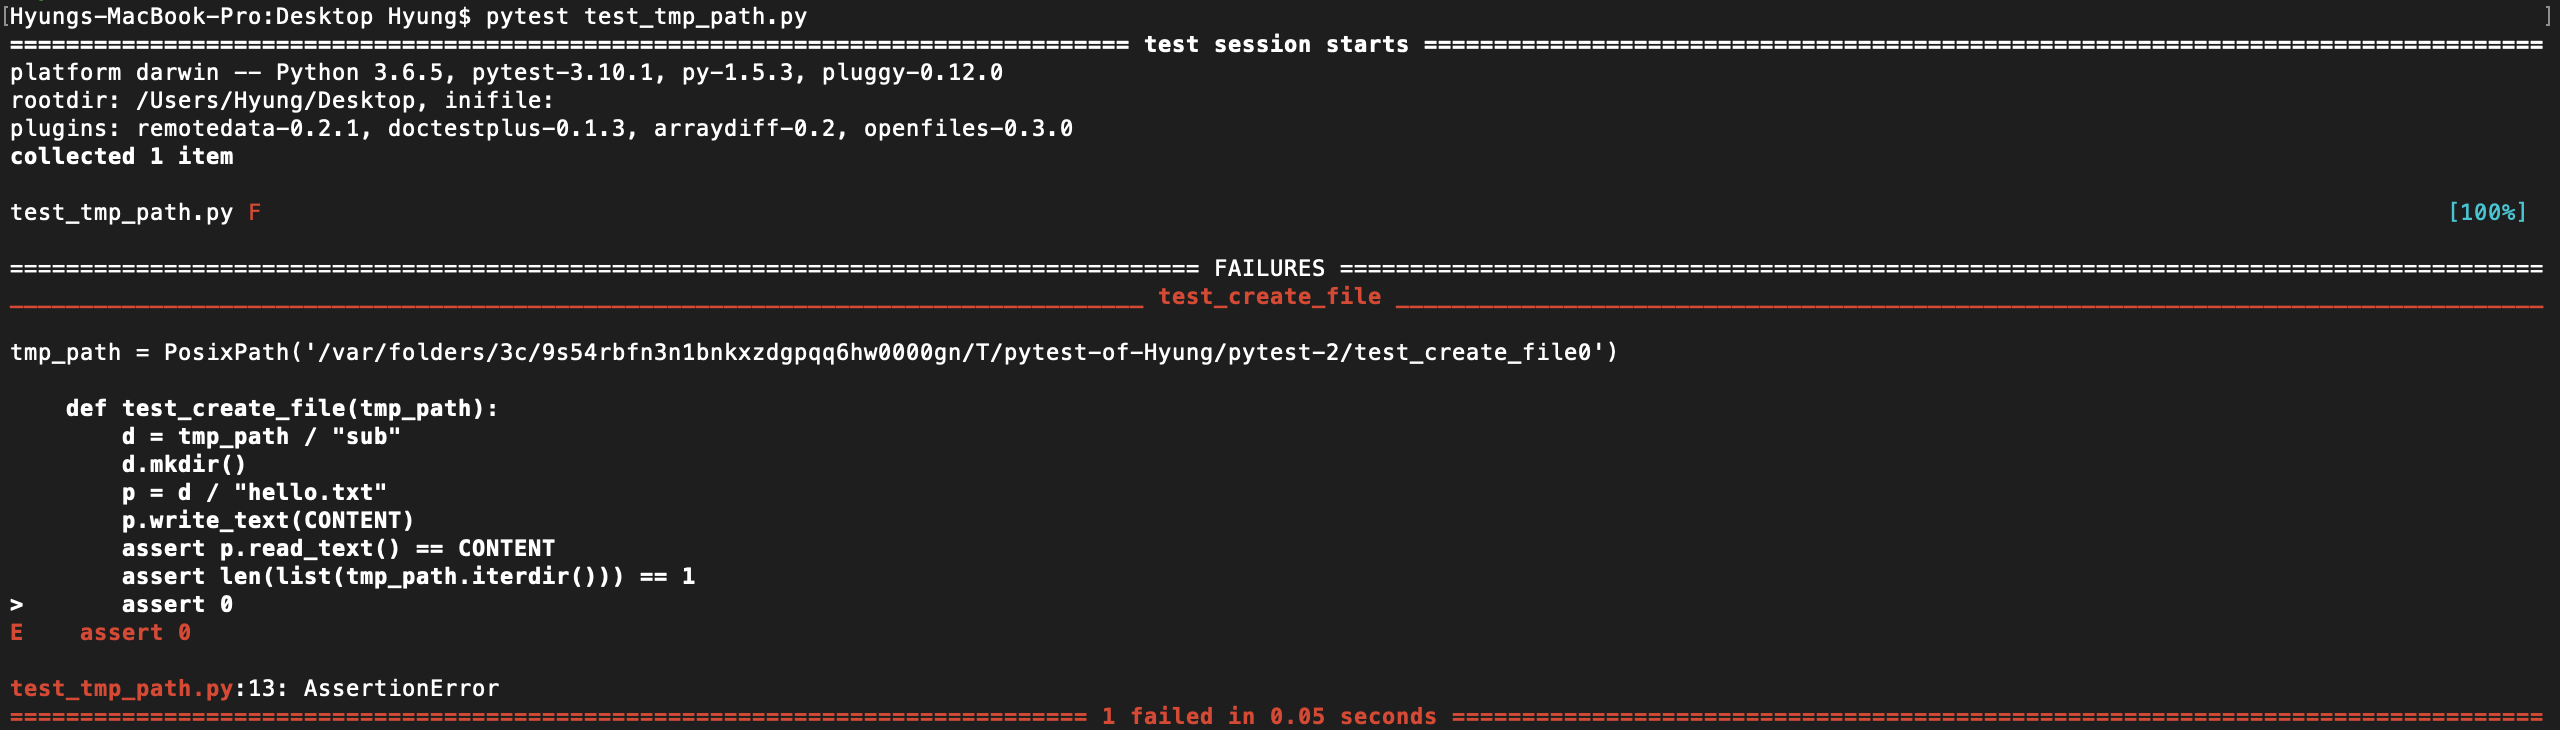 [Hyungs-MacBook-Pro:Desktop Hyung$ pytest test_tmp_path.py ]
================================================================================ test session starts ================================================================================
platform darwin -- Python 3.6.5, pytest-3.10.1, py-1.5.3, pluggy-0.12.0
rootdir: /Users/Hyung/Desktop, inifile:
plugins: remotedata-0.2.1, doctestplus-0.1.3, arraydiff-0.2, openfiles-0.3.0
collected 1 item
test_tmp_path.py F [100%]
===================================================================================== FAILURES ======================================================================================
_________________________________________________________________________________ test_create_file __________________________________________________________________________________
tmp_path = PosixPath('/var/folders/3c/9s54rbfn3n1bnkxzdgpqq6hw0000gn/T/pytest-of-Hyung/pytest-2/test_create_file0')
    def test_create_file(tmp_path):
        d = tmp_path / "sub"
        d.mkdir()
        p = d / "hello.txt"
        p.write_text(CONTENT)
        assert p.read_text() == CONTENT
        assert len(list(tmp_path.iterdir())) == 1
>       assert 0
E    assert 0
test_tmp_path.py:13: AssertionError
============================================================================= 1 failed in 0.05 seconds ==============================================================================